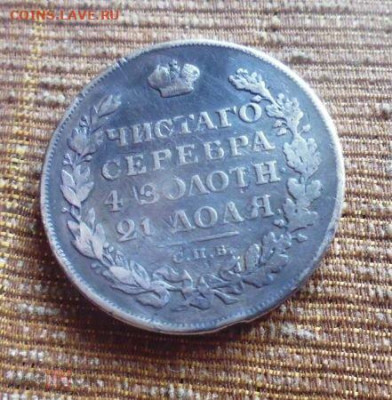 COINS.LAVE.RU
ЧИСТАГО
СЕРЕБРА
4 ЗОЛОТН
21 ДОЛЯ
С.П.Б.